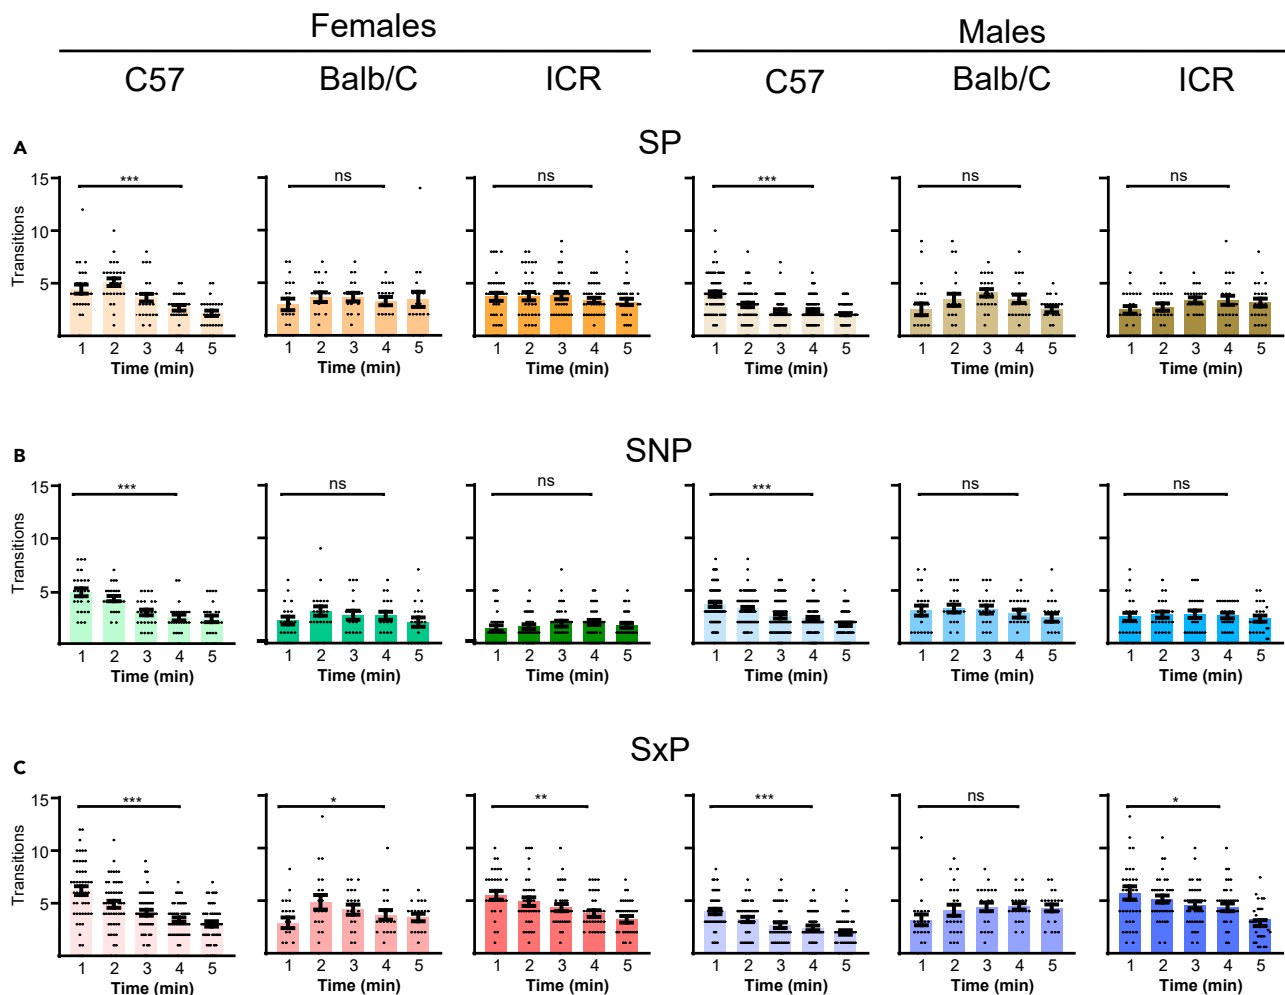 Females Males
C57 Balb/C ICR C57 Balb/C ICR
A SP
*** ns ns *** ns ns
15
10
5
Transitions
1 2 3 4 5 1 2 3 4 5 1 2 3 4 5 1 2 3 4 5 1 2 3 4 5 1 2 3 4 5
Time (min) Time (min) Time (min) Time (min) Time (min) Time (min)
B SNP
*** ns ns *** ns ns
15
10
5
Transitions
1 2 3 4 5 1 2 3 4 5 1 2 3 4 5 1 2 3 4 5 1 2 3 4 5 1 2 3 4 5
Time (min) Time (min) Time (min) Time (min) Time (min) Time (min)
C SxP
*** * ** *** ns *
15
10
5
Transitions
1 2 3 4 5 1 2 3 4 5 1 2 3 4 5 1 2 3 4 5 1 2 3 4 5 1 2 3 4 5
Time (min) Time (min) Time (min) Time (min) Time (min) Time (min)